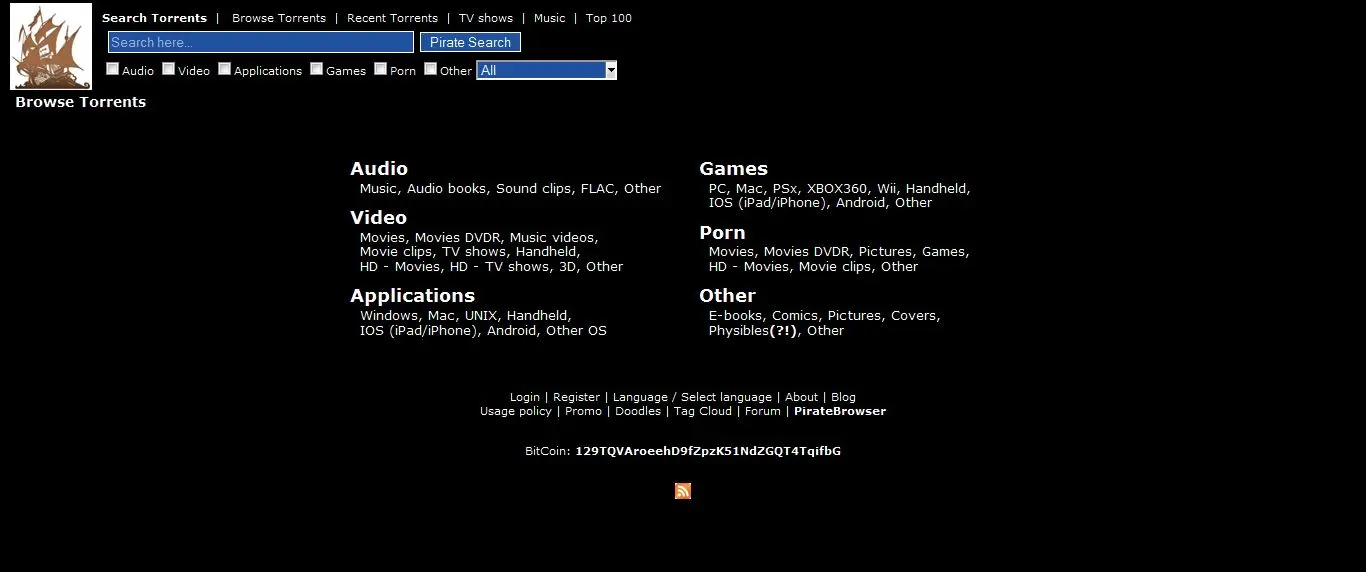 Search Torrents | Browse Torrents | Recent Torrents | TV shows | Music | Top 100
Search here... Pirate Search
Audio Video Applications Games Porn Other All
Browse Torrents
Audio
Music, Audio books, Sound clips, FLAC, Other
Video
Movies, Movies DVDR, Music videos,
Movie clips, TV shows, Handheld,
HD - Movies, HD - TV shows, 3D, Other
Applications
Windows, Mac, UNIX, Handheld,
IOS (iPad/iPhone), Android, Other OS
Games
PC, Mac, PSx, XBOX360, Wii, Handheld,
IOS (iPad/iPhone), Android, Other
Porn
Movies, Movies DVDR, Pictures, Games,
HD - Movies, Movie clips, Other
Other
E-books, Comics, Pictures, Covers,
Physibles(?!), Other
Login | Register | Language / Select language | About | Blog
Usage policy | Promo | Doodles | Tag Cloud | Forum | PirateBrowser
BitCoin: 129TQVAroeehD9fZpzK51NdZGQT4TqifbG